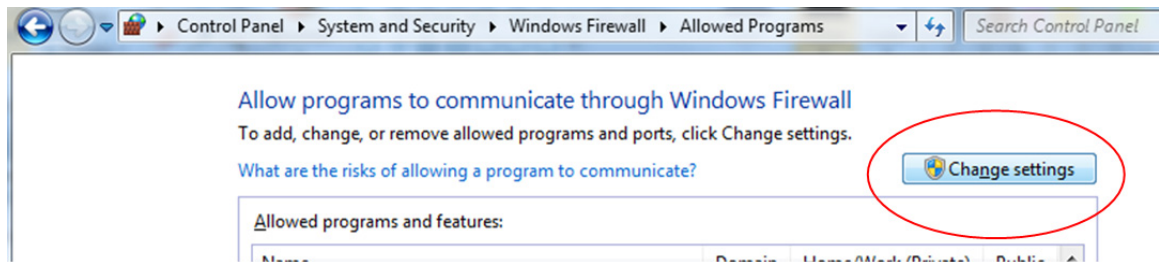 Control Panel ▸ System and Security ▸ Windows Firewall ▸ Allowed Programs
Search Control Panel
Allow programs to communicate through Windows Firewall
To add, change, or remove allowed programs and ports, click Change settings.
What are the risks of allowing a program to communicate?
Change settings
Allowed programs and features:
Name Domain Home/Work (Private) Public